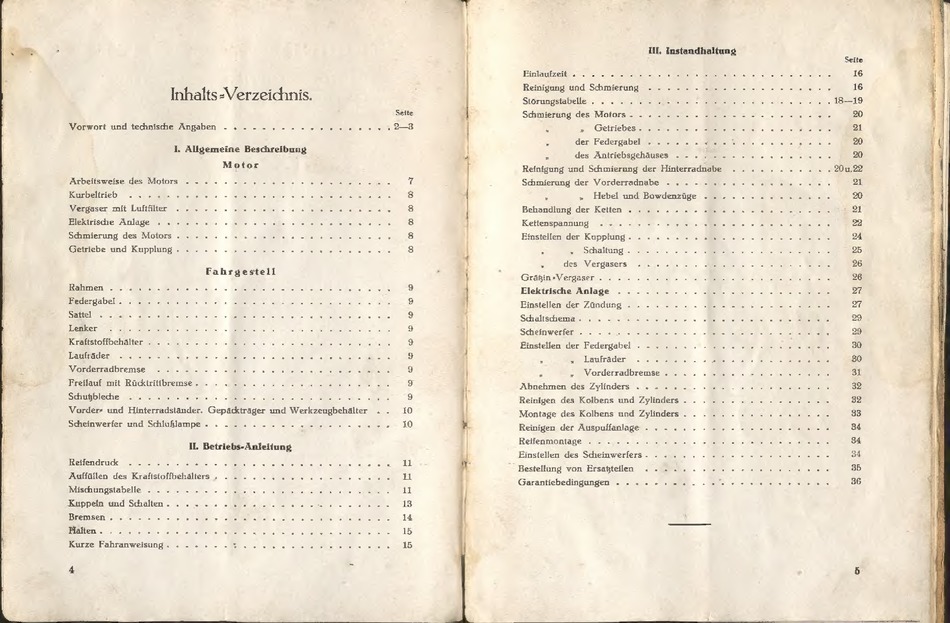 Inhalts=Verzeichnis.
Seite
Vorwort und technische Angaben . . . . . . . . . . . . . . . . 2—3
I. Allgemeine Beschreibung
Motor
Arbeitsweise des Motors . . . . . . . . . . . . . . . . 7
Kurbeltrieb . . . . . . . . . . . . . . . . 8
Vergaser mit Luftfilter . . . . . . . . . . . . . . . . 8
Elektrische Anlage . . . . . . . . . . . . . . . . 8
Schmierung des Motors . . . . . . . . . . . . . . . . 8
Getriebe und Kupplung . . . . . . . . . . . . . . . . 8
Fahrgestell
Rahmen . . . . . . . . . . . . . . . . 9
Federgabel . . . . . . . . . . . . . . . . 9
Sattel . . . . . . . . . . . . . . . . 9
Lenker . . . . . . . . . . . . . . . . 9
Kraftstoffbehälter . . . . . . . . . . . . . . . . 9
Laufräder . . . . . . . . . . . . . . . . 9
Vorderradbremse . . . . . . . . . . . . . . . . 9
Freilauf mit Rücktrittbremse . . . . . . . . . . . . . . . . 9
Schutzbleche . . . . . . . . . . . . . . . . 9
Vorder= und Hinterradständer, Gepäckträger und Werkzeugbehälter . . 10
Scheinwerfer und Schlußlampe . . . . . . . . . . . . . . . . 10
II. Betriebs-Anleitung
Reifendruck . . . . . . . . . . . . . . . . 11
Auffüllen des Kraftstoffbehälters . . . . . . . . . . . . . . . . 11
Mischungstabelle . . . . . . . . . . . . . . . . 11
Kuppeln und Schalten . . . . . . . . . . . . . . . . 13
Bremsen . . . . . . . . . . . . . . . . 14
Halten . . . . . . . . . . . . . . . . 15
Kurze Fahranweisung . . . . . . . . . . . . . . . . 15
4
III. Instandhaltung
Seite
Einlaufzeit . . . . . . . . . . . . . . . . 16
Reinigung und Schmierung . . . . . . . . . . . . . . . . 16
Störungstabelle . . . . . . . . . . . . . . . . 18—19
Schmierung des Motors . . . . . . . . . . . . . . . . 20
„ „ Getriebes . . . . . . . . . . . . . . . . 21
„ der Federgabel . . . . . . . . . . . . . . . . 20
„ des Antriebsgehäuses . . . . . . . . . . . . . . . . 20
Reinigung und Schmierung der Hinterradnabe . . . . . . . . 20u.22
Schmierung der Vorderradnabe . . . . . . . . . . . . . . . . 21
„ „ Hebel und Bowdenzüge . . . . . . . . . . . . 20
Behandlung der Ketten . . . . . . . . . . . . . . . . 21
Kettenspannung . . . . . . . . . . . . . . . . 22
Einstellen der Kupplung . . . . . . . . . . . . . . . . 24
„ „ Schaltung . . . . . . . . . . . . . . . . 25
„ des Vergasers . . . . . . . . . . . . . . . . 26
Grätzin=Vergaser . . . . . . . . . . . . . . . . 26
Elektrische Anlage . . . . . . . . . . . . . . . . 27
Einstellen der Zündung . . . . . . . . . . . . . . . . 27
Schaltschema . . . . . . . . . . . . . . . . 29
Scheinwerfer . . . . . . . . . . . . . . . . 29
Einstellen der Federgabel . . . . . . . . . . . . . . . . 30
„ „ Laufräder . . . . . . . . . . . . . . . . 30
„ „ Vorderradbremse . . . . . . . . . . . . . . . . 31
Abnehmen des Zylinders . . . . . . . . . . . . . . . . 32
Reinigen des Kolbens und Zylinders . . . . . . . . . . . . 32
Montage des Kolbens und Zylinders . . . . . . . . . . . . 33
Reinigen der Auspuffanlage . . . . . . . . . . . . . . . . 34
Reifenmontage . . . . . . . . . . . . . . . . 34
Einstellen des Scheinwerfers . . . . . . . . . . . . . . . . 34
Bestellung von Ersatzteilen . . . . . . . . . . . . . . . . 35
Garantiebedingungen . . . . . . . . . . . . . . . . 36
5